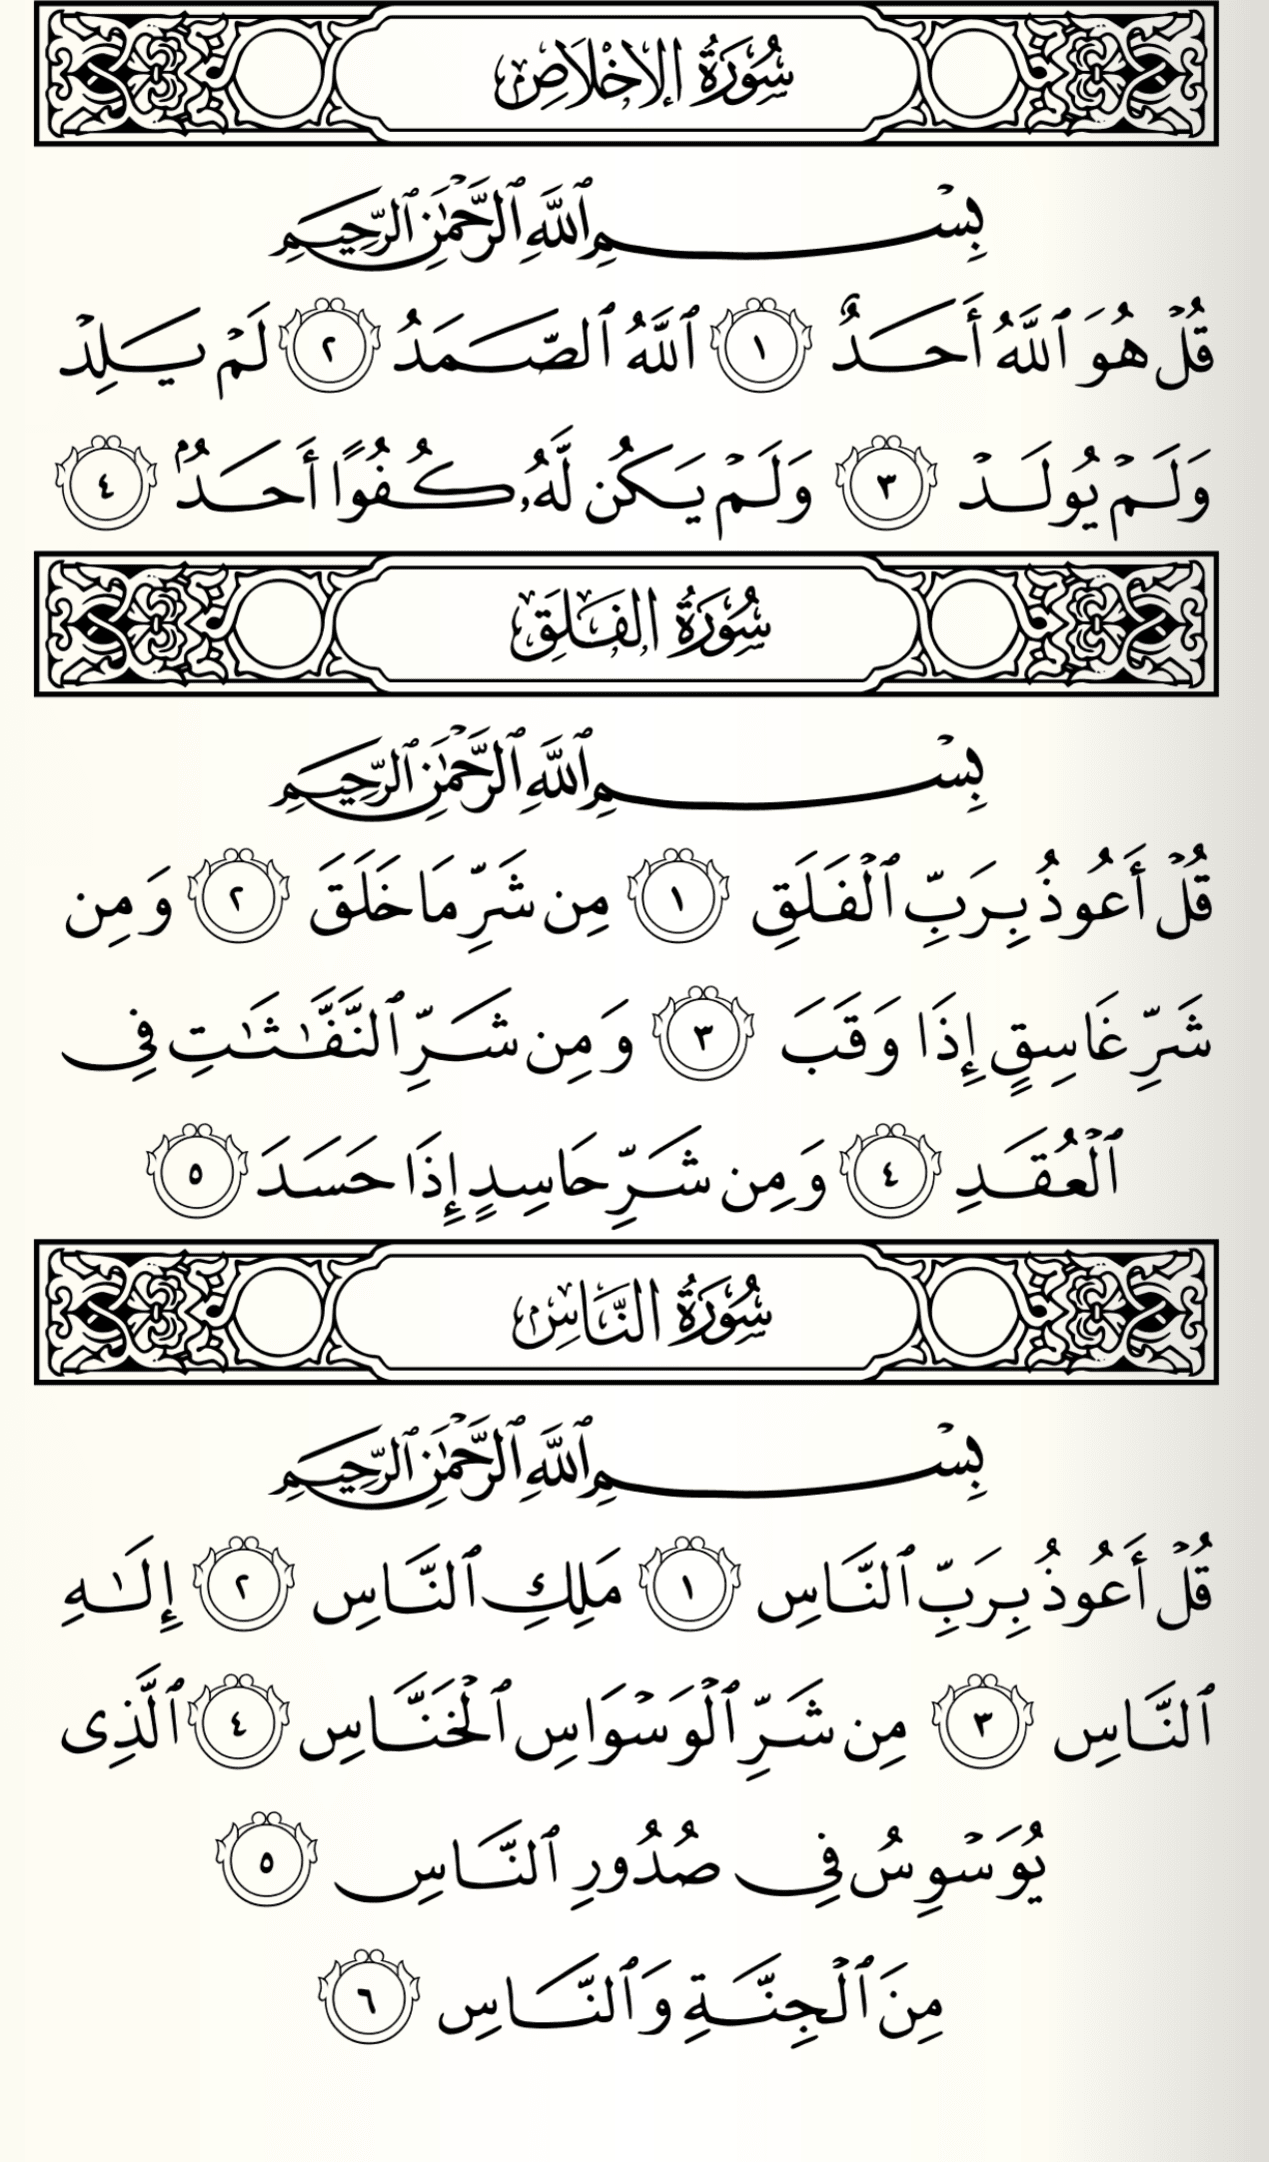 سُورَةُ الإِخْلَاصِ
بِسْمِ ٱللَّهِ ٱلرَّحْمَٰنِ ٱلرَّحِيمِ
قُلْ هُوَ ٱللَّهُ أَحَدٌ ١ ٱللَّهُ ٱلصَّمَدُ ٢ لَمْ يَلِدْ
وَلَمْ يُولَدْ ٣ وَلَمْ يَكُن لَّهُۥ كُفُوًا أَحَدٌۢ ٤
سُورَةُ الفَلَقِ
بِسْمِ ٱللَّهِ ٱلرَّحْمَٰنِ ٱلرَّحِيمِ
قُلْ أَعُوذُ بِرَبِّ ٱلْفَلَقِ ١ مِن شَرِّ مَا خَلَقَ ٢ وَمِن
شَرِّ غَاسِقٍ إِذَا وَقَبَ ٣ وَمِن شَرِّ ٱلنَّفَّٰثَٰتِ فِى
ٱلْعُقَدِ ٤ وَمِن شَرِّ حَاسِدٍ إِذَا حَسَدَ ٥
سُورَةُ النَّاسِ
بِسْمِ ٱللَّهِ ٱلرَّحْمَٰنِ ٱلرَّحِيمِ
قُلْ أَعُوذُ بِرَبِّ ٱلنَّاسِ ١ مَلِكِ ٱلنَّاسِ ٢ إِلَٰهِ
ٱلنَّاسِ ٣ مِن شَرِّ ٱلْوَسْوَاسِ ٱلْخَنَّاسِ ٤ ٱلَّذِى
يُوَسْوِسُ فِى صُدُورِ ٱلنَّاسِ ٥
مِنَ ٱلْجِنَّةِ وَٱلنَّاسِ ٦